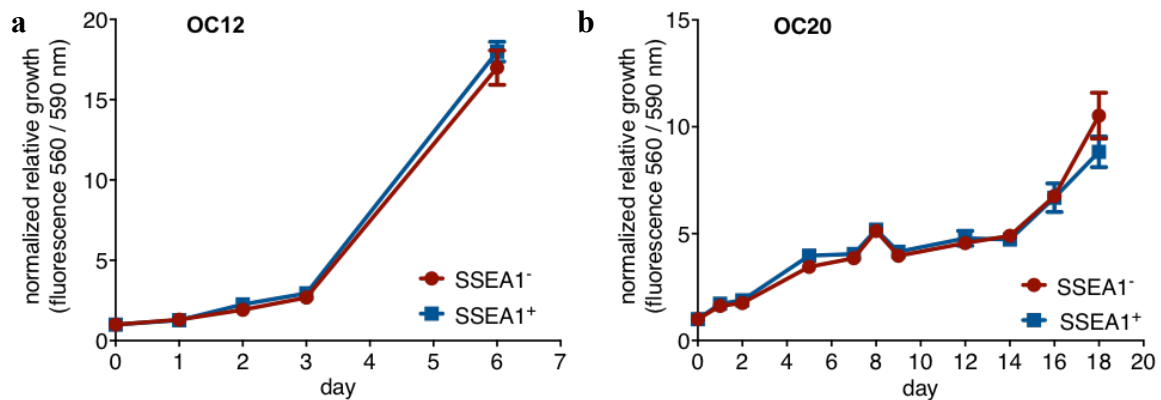 a
OC12
normalized relative growth
(fluorescence 560 / 590 nm)
20
15
10
5
0
0 1 2 3 4 5 6 7
day
SSEA1⁻
SSEA1⁺
b
OC20
normalized relative growth
(fluorescence 560 / 590 nm)
15
10
5
0
0 2 4 6 8 10 12 14 16 18 20
day
SSEA1⁻
SSEA1⁺